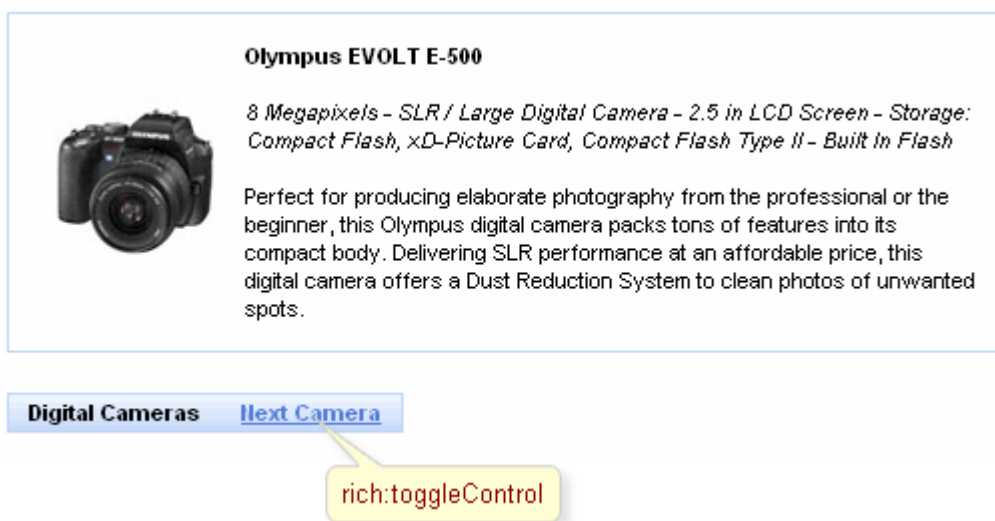 Olympus EVOLT E-500
8 Megapixels - SLR / Large Digital Camera - 2.5 in LCD Screen - Storage:
Compact Flash, xD-Picture Card, Compact Flash Type II - Built In Flash
Perfect for producing elaborate photography from the professional or the
beginner, this Olympus digital camera packs tons of features into its
compact body. Delivering SLR performance at an affordable price, this
digital camera offers a Dust Reduction System to clean photos of unwanted
spots.
OLYMPUS
Digital Cameras Next Camera
rich:toggleControl